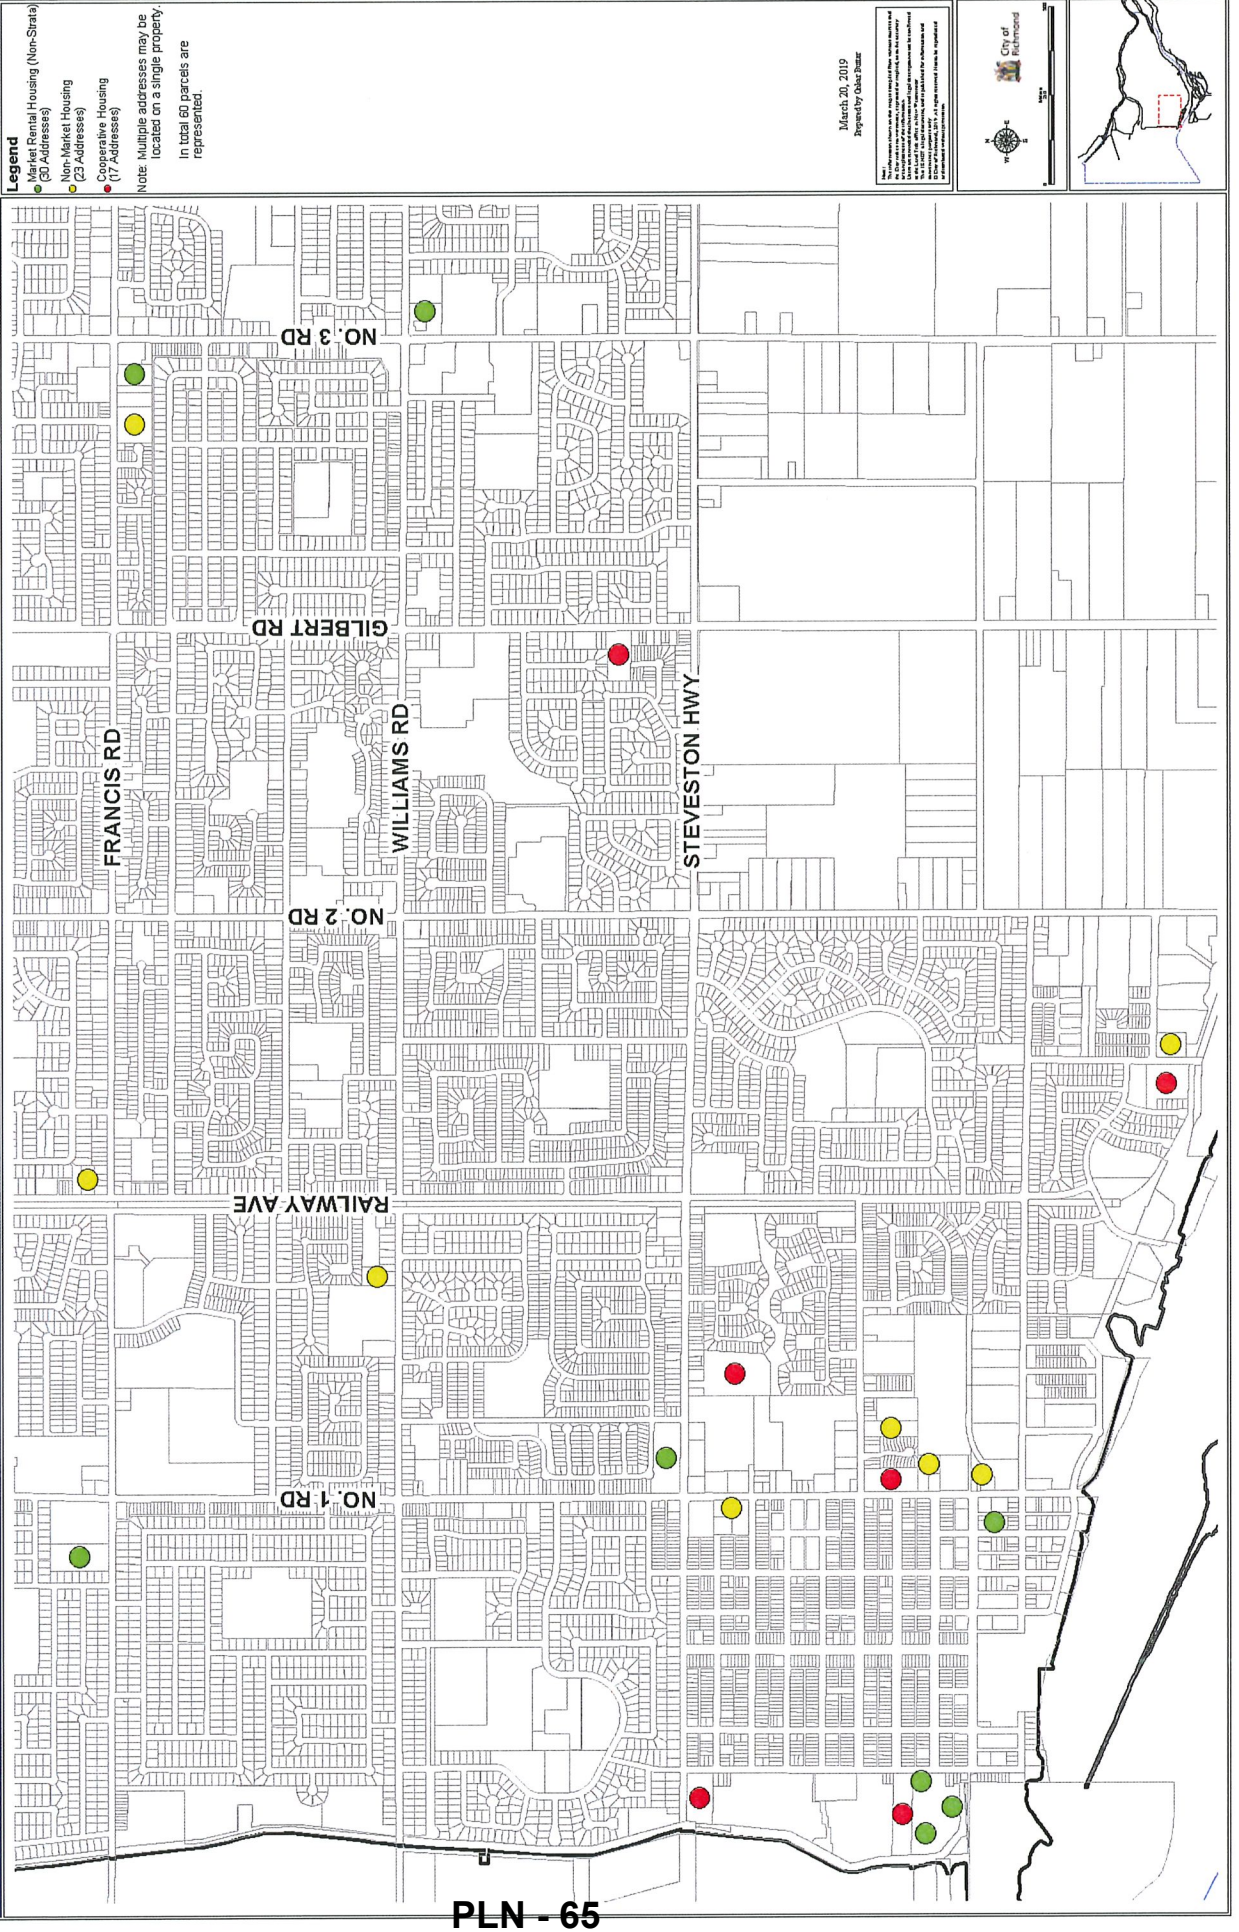 Legend
Market Rental Housing (Non-Strata)
(30 Addresses)
Non-Market Housing
(23 Addresses)
Cooperative Housing
(17 Addresses)
Note: Multiple addresses may be
located on a single property.
In total 60 parcels are
represented.
March 20, 2019
City of
Richmond
NO. 3 RD
GILBERT RD
FRANCIS RD
WILLIAMS RD
STEVESTON HWY
NO. 2 RD
RAILWAY AVE
NO. 1 RD
PLN - 65